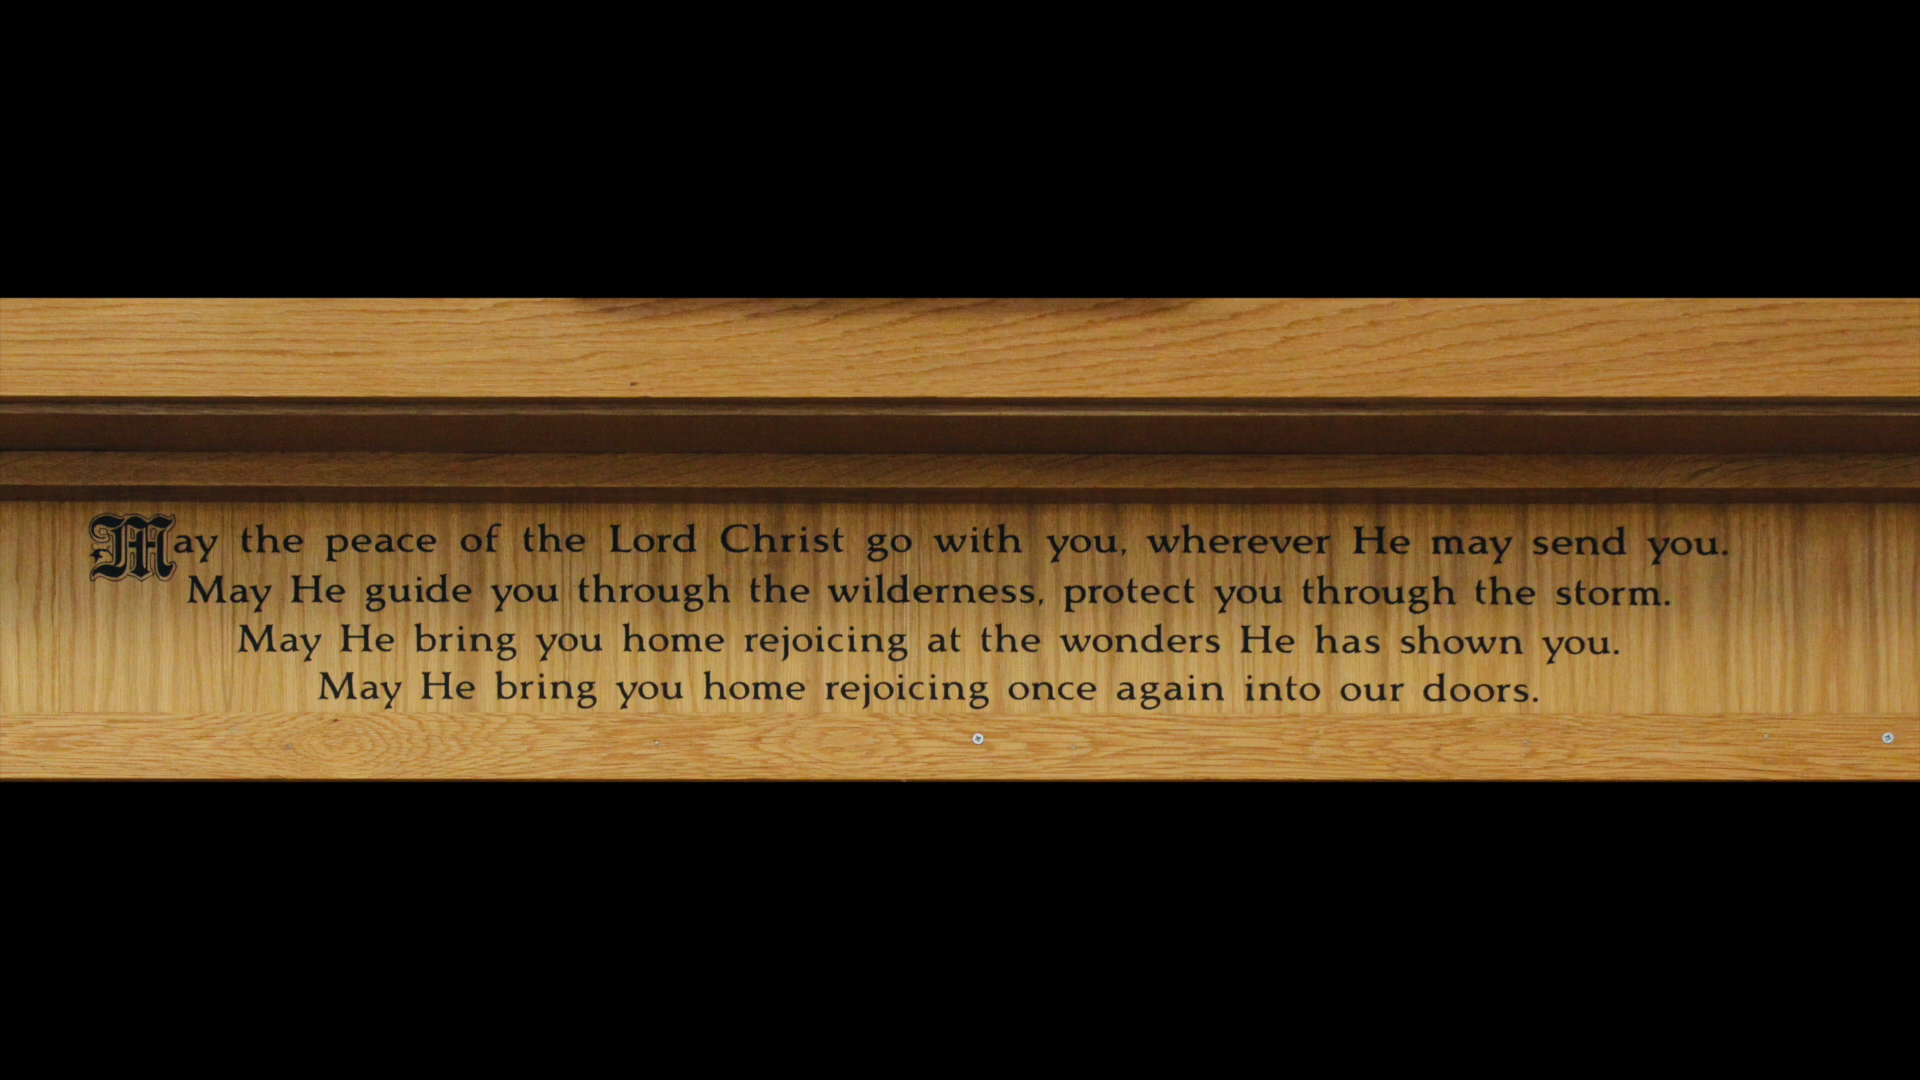 May the peace of the Lord Christ go with you, wherever He may send you.
May He guide you through the wilderness, protect you through the storm.
May He bring you home rejoicing at the wonders He has shown you.
May He bring you home rejoicing once again into our doors.